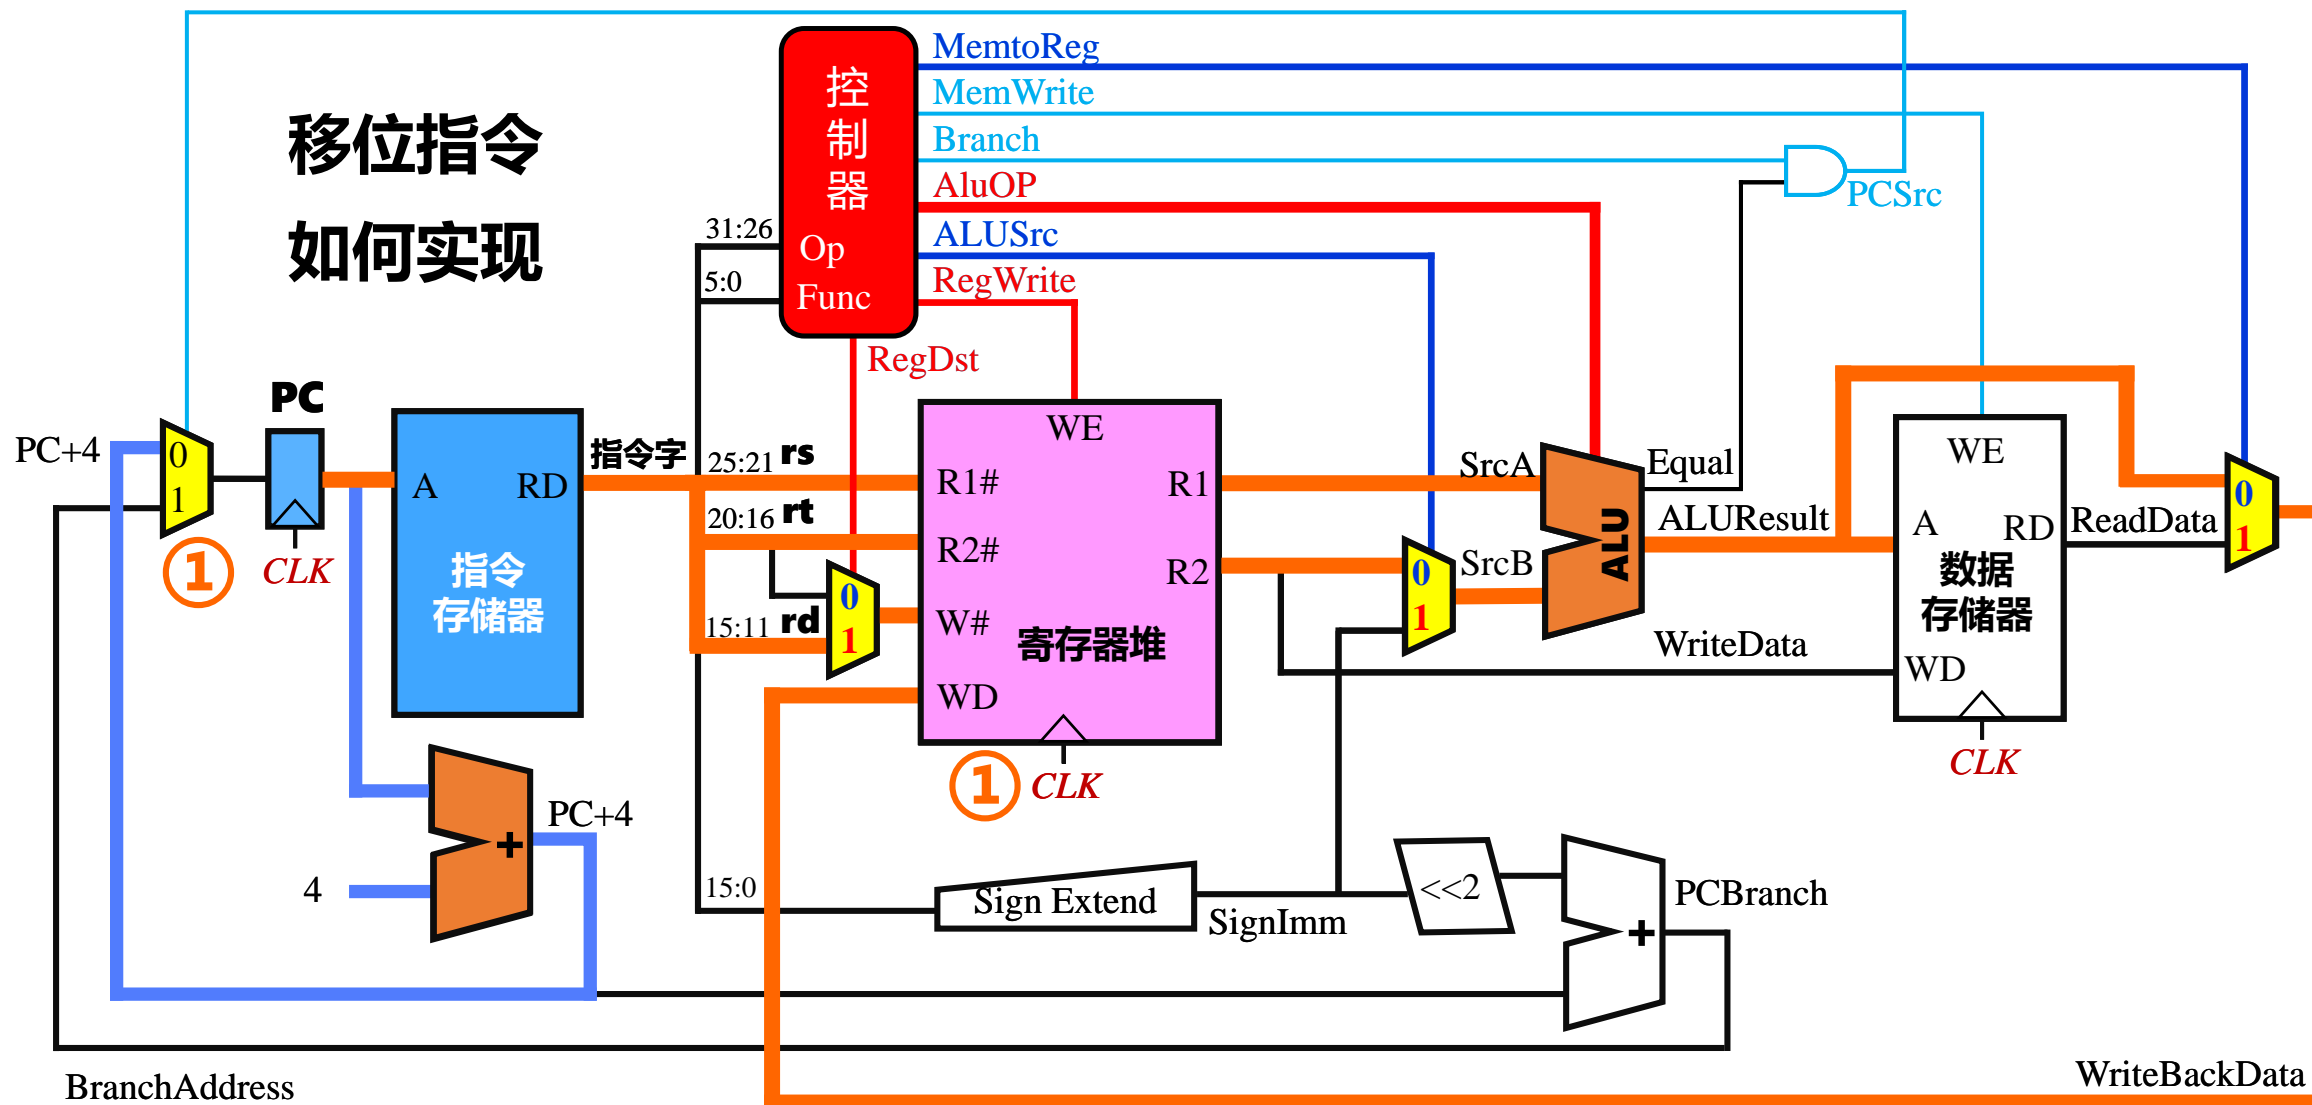 移位指令
如何实现
控制器
Op
Func
MemtoReg
MemWrite
Branch
AluOP
ALUSrc
RegWrite
RegDst
PCSrc
31:26
5:0
PC+4
0
1
①
PC
CLK
A
RD
指令
存储器
指令字
25:21 rs
20:16 rt
15:11 rd
0
1
WE
R1#
R2#
W#
WD
R1
R2
寄存器堆
①
CLK
0
1
SrcA
SrcB
ALU
Equal
ALUResult
WriteData
WE
A
RD
数据
存储器
WD
CLK
ReadData
0
1
4
+
PC+4
15:0
Sign Extend
SignImm
<<2
+
PCBranch
BranchAddress
WriteBackData